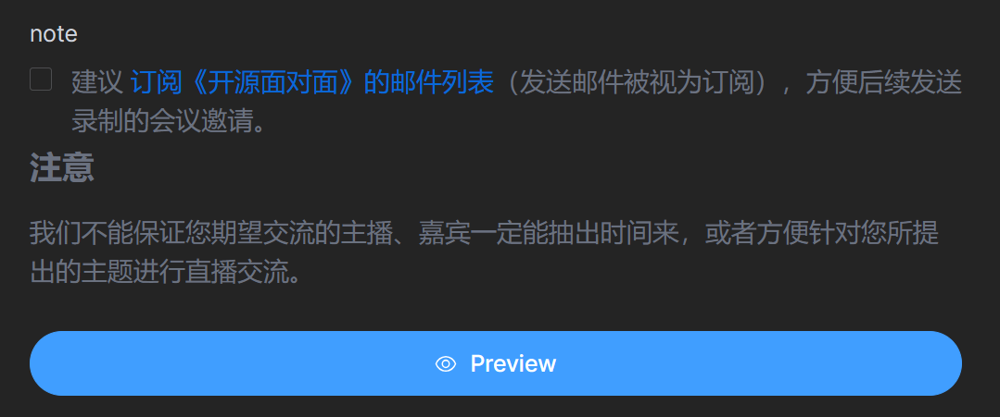 note
建议 订阅《开源面对面》的邮件列表（发送邮件被视为订阅），方便后续发送
录制的会议邀请。
注意
我们不能保证您期望交流的主播、嘉宾一定能抽出时间来，或者方便针对您所提
出的主题进行直播交流。
Preview